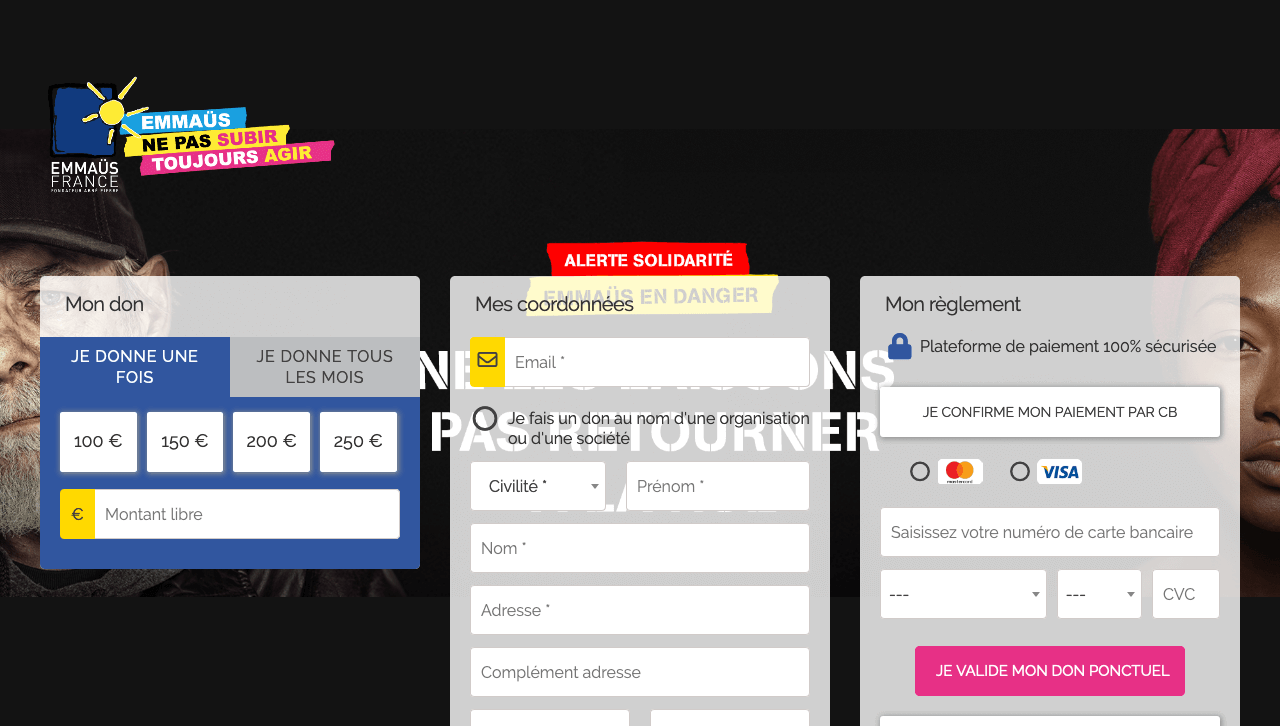 EMMAÜS
NE PAS SUBIR
TOUJOURS AGIR
EMMAÜS
FRANCE
FONDATEUR ABBÉ PIERRE
ALERTE SOLIDARITÉ
EMMAÜS EN DANGER
PAS RETOURNER
Mon don
JE DONNE UNE
FOIS
JE DONNE TOUS
LES MOIS
100 €
150 €
200 €
250 €
€
Montant libre
Mes coordonnées
Email *
Je fais un don au nom d'une organisation
ou d'une société
Civilité *
Prénom *
Nom *
Adresse *
Complément adresse
Mon règlement
Plateforme de paiement 100% sécurisée
JE CONFIRME MON PAIEMENT PAR CB
mastercard
VISA
Saisissez votre numéro de carte bancaire
---
---
CVC
JE VALIDE MON DON PONCTUEL